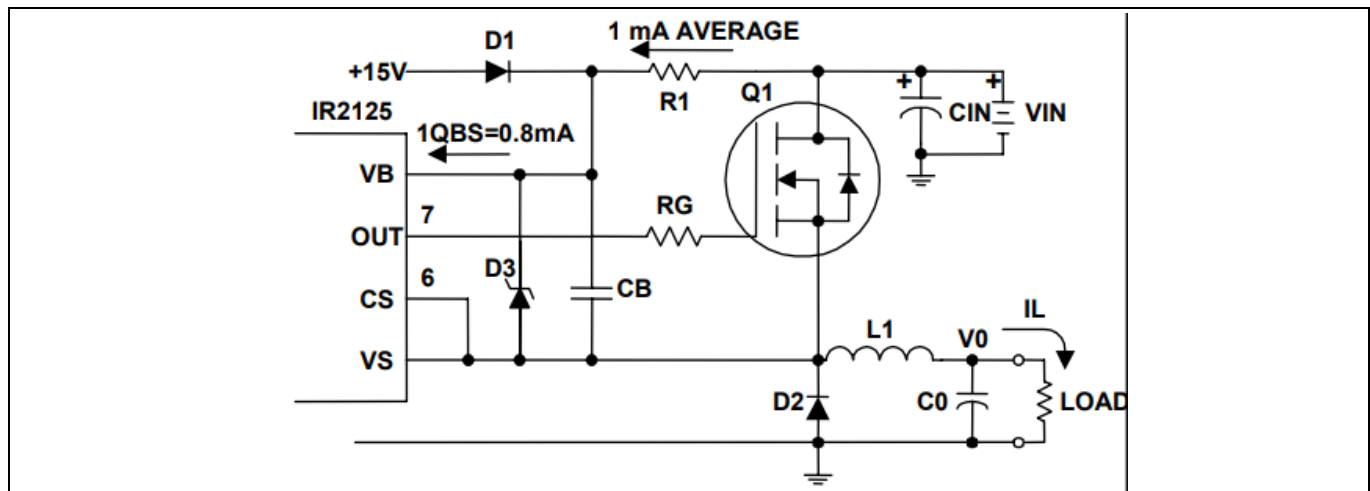 1 mA AVERAGE
D1
+15V
R1
Q1
+
+
CIN
VIN
IR2125
1QBS=0.8mA
VB
7
RG
OUT
6
D3
CS
CB
IL
L1
V0
VS
D2
C0
LOAD